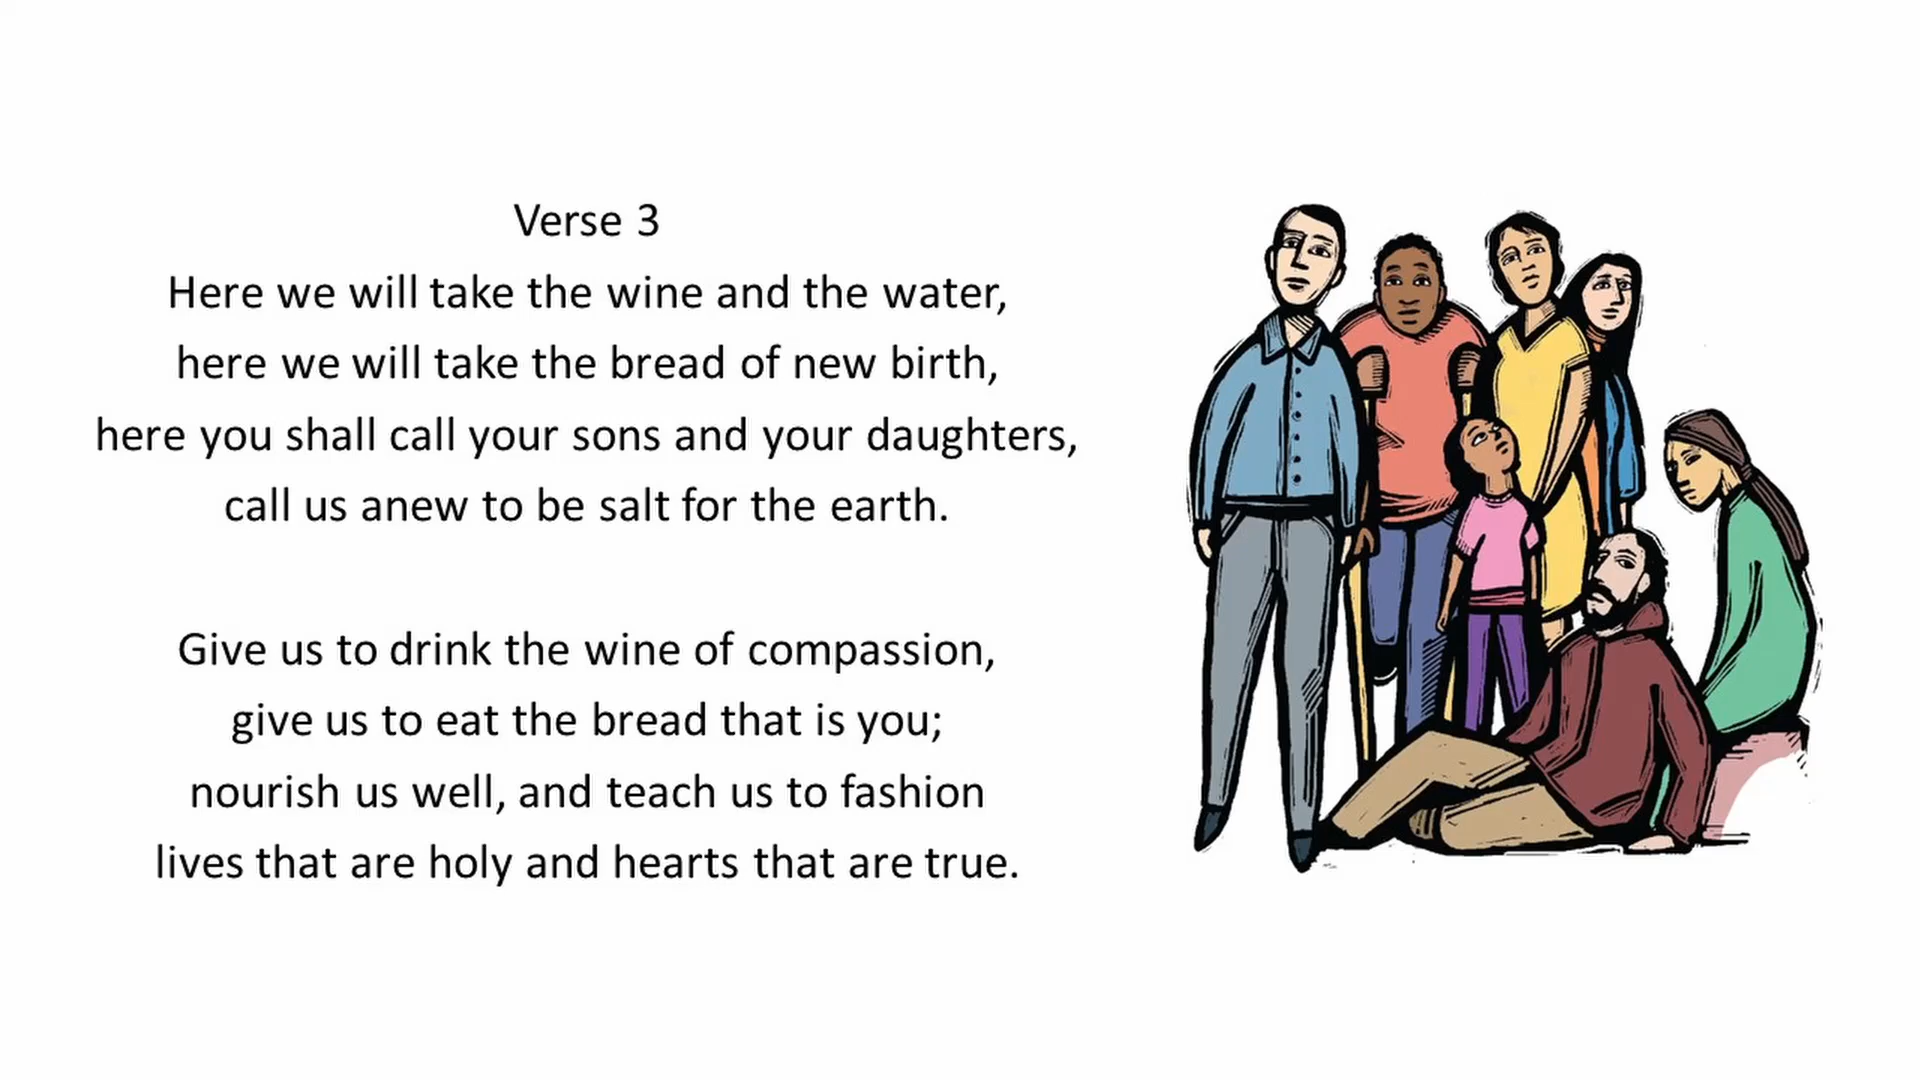 Verse 3
Here we will take the wine and the water,
here we will take the bread of new birth,
here you shall call your sons and your daughters,
call us anew to be salt for the earth.
Give us to drink the wine of compassion,
give us to eat the bread that is you;
nourish us well, and teach us to fashion
lives that are holy and hearts that are true.